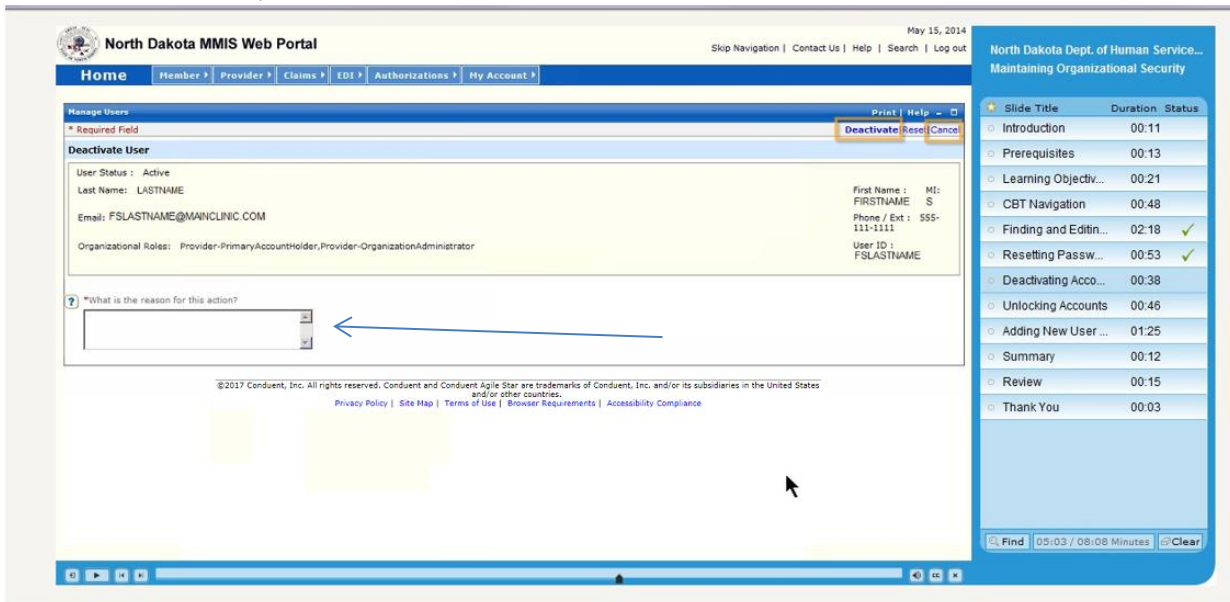 May 15, 2014
North Dakota MMIS Web Portal
Skip Navigation | Contact Us | Help | Search | Log out
Home Member Provider Claims EDI Authorizations My Account
Manage Users Print | Help
* Required Field Deactivate|Reset|Cancel
Deactivate User
User Status : Active
Last Name: LASTNAME
First Name : MI:
FIRSTNAME S
Email: FSLASTNAME@MAINCLINIC.COM
Phone / Ext : 555-
111-1111
Organizational Roles: Provider-PrimaryAccountHolder,Provider-OrganizationAdministrator
User ID :
FSLASTNAME
? *What is the reason for this action?
©2017 Conduent, Inc. All rights reserved. Conduent and Conduent Agile Star are trademarks of Conduent, Inc. and/or its subsidiaries in the United States
and/or other countries.
Privacy Policy | Site Map | Terms of Use | Browser Requirements | Accessibility Compliance
North Dakota Dept. of Human Service...
Maintaining Organizational Security
Slide Title Duration Status
Introduction 00:11
Prerequisites 00:13
Learning Objectiv... 00:21
CBT Navigation 00:48
Finding and Editin... 02:18
Resetting Passw... 00:53
Deactivating Acco... 00:38
Unlocking Accounts 00:46
Adding New User ... 01:25
Summary 00:12
Review 00:15
Thank You 00:03
Find 05:03 / 08:08 Minutes Clear
CC